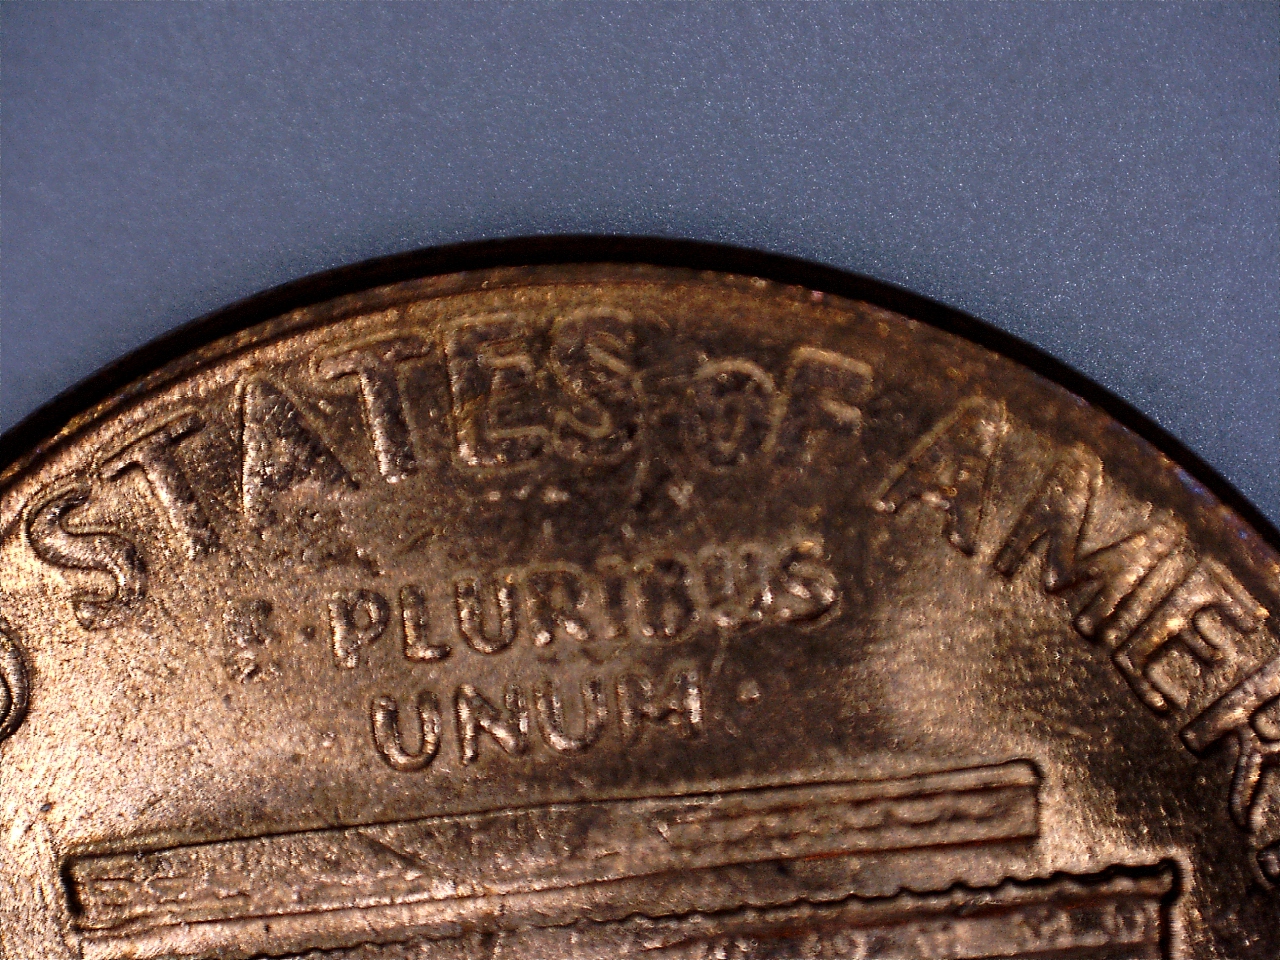 STATES OF AMER
E · PLURIBUS
UNUM ·